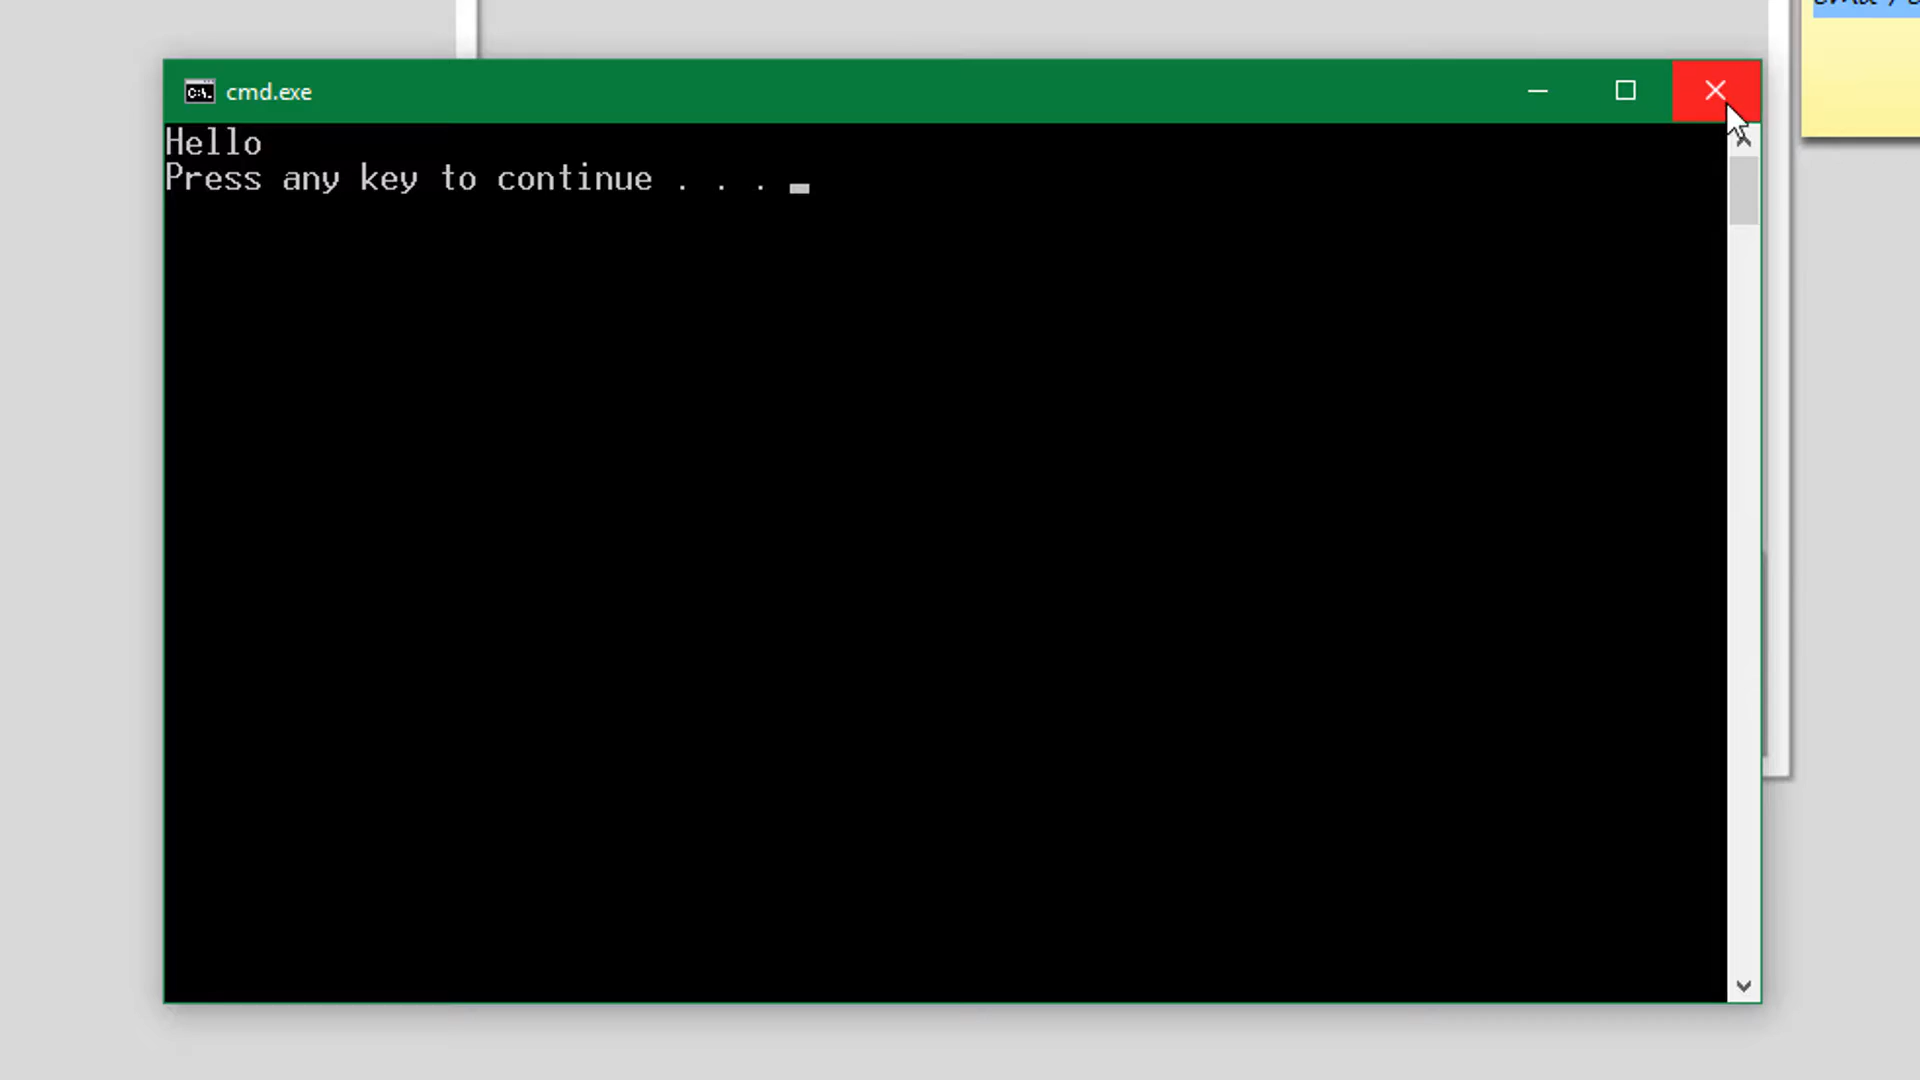 cmd.exe
Hello
Press any key to continue . . .